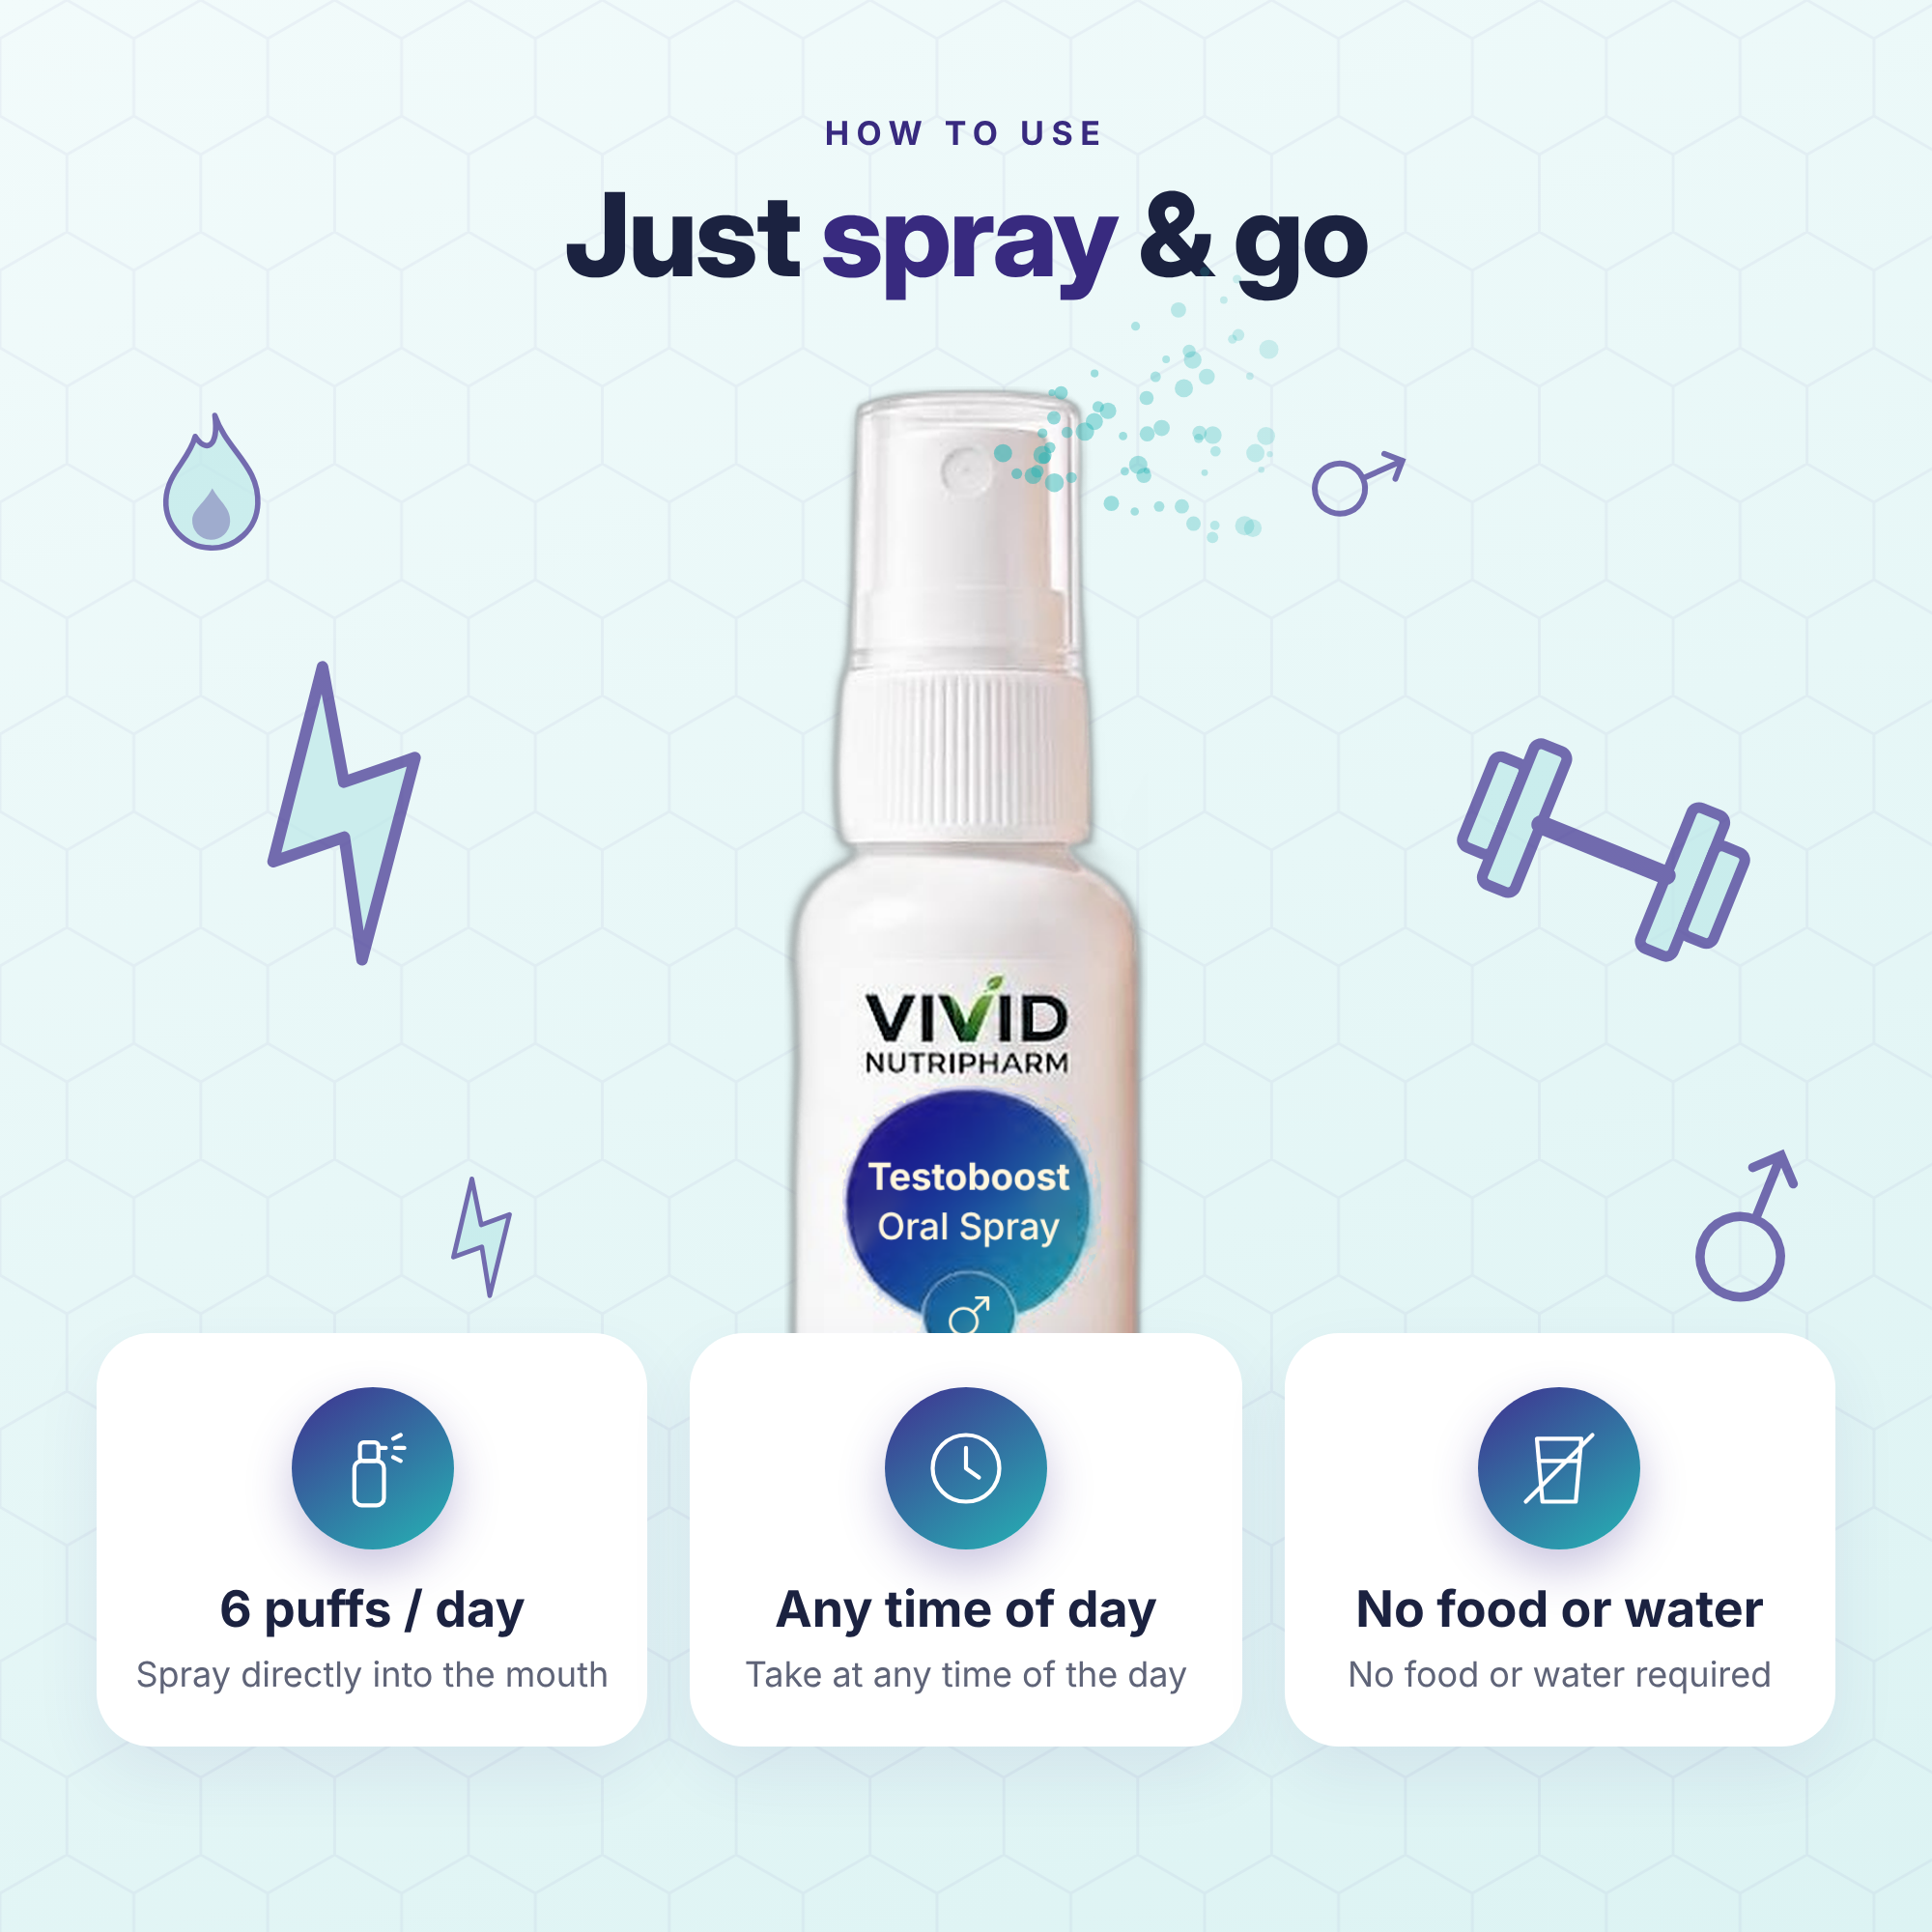 HOW TO USE
Just spray & go
VIVID
NUTRIPHARM
Testoboost
Oral Spray
6 puffs / day
Spray directly into the mouth
Any time of day
Take at any time of the day
No food or water
No food or water required